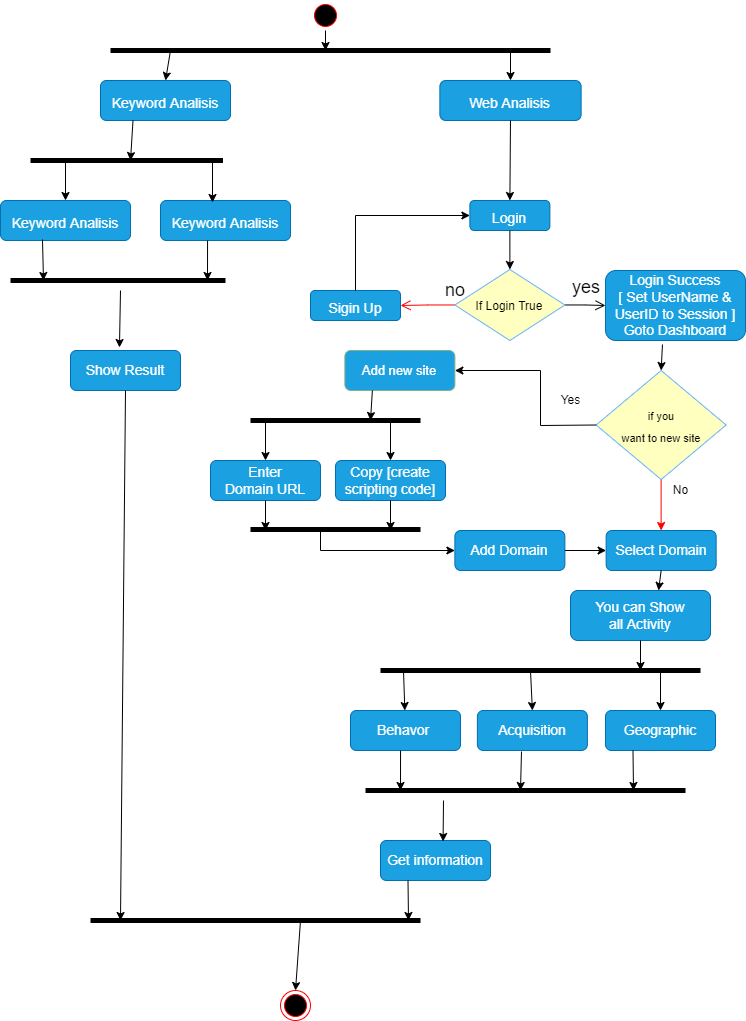 Keyword Analisis
Web Analisis
Keyword Analisis
Keyword Analisis
Login
no
If Login True
yes
Login Success
[ Set UserName &
UserID to Session ]
Goto Dashboard
Sigin Up
Show Result
Add new site
Yes
if you
want to new site
No
Enter
Domain URL
Copy [create
scripting code]
Add Domain
Select Domain
You can Show
all Activity
Behavor
Acquisition
Geographic
Get information